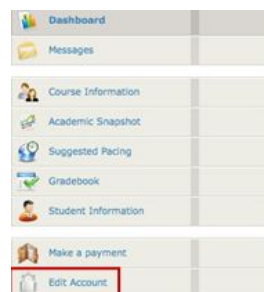 Dashboard
Messages
Course Information
Academic Snapshot
Suggested Pacing
Gradebook
Student Information
Make a payment
Edit Account